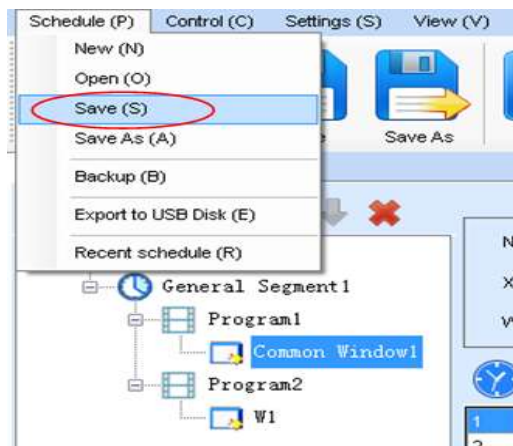 Schedule (P) Control (C) Settings (S) View (V)
New (N)
Open (O)
Save (S)
Save As (A)
Save As
Backup (B)
Export to USB Disk (E)
Recent schedule (R)
General Segment1
Program1
Common Window1
Program2
W1
1